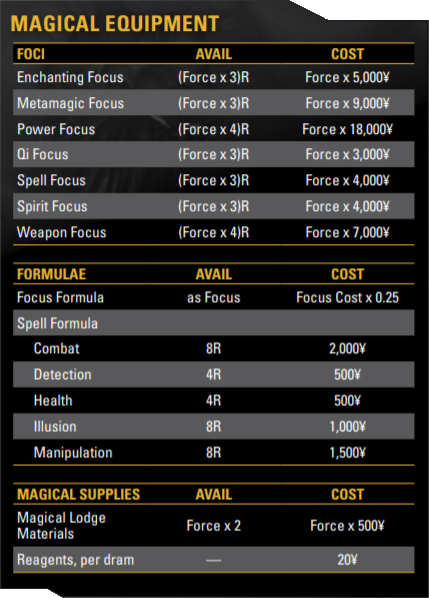 MAGICAL EQUIPMENT
FOCI AVAIL COST
Enchanting Focus (Force x 3)R Force x 5,000¥
Metamagic Focus (Force x 3)R Force x 9,000¥
Power Focus (Force x 4)R Force x 18,000¥
Qi Focus (Force x 3)R Force x 3,000¥
Spell Focus (Force x 3)R Force x 4,000¥
Spirit Focus (Force x 3)R Force x 4,000¥
Weapon Focus (Force x 4)R Force x 7,000¥
FORMULAE AVAIL COST
Focus Formula as Focus Focus Cost x 0.25
Spell Formula
Combat 8R 2,000¥
Detection 4R 500¥
Health 4R 500¥
Illusion 8R 1,000¥
Manipulation 8R 1,500¥
MAGICAL SUPPLIES AVAIL COST
Magical Lodge
Materials Force x 2 Force x 500¥
Reagents, per dram — 20¥